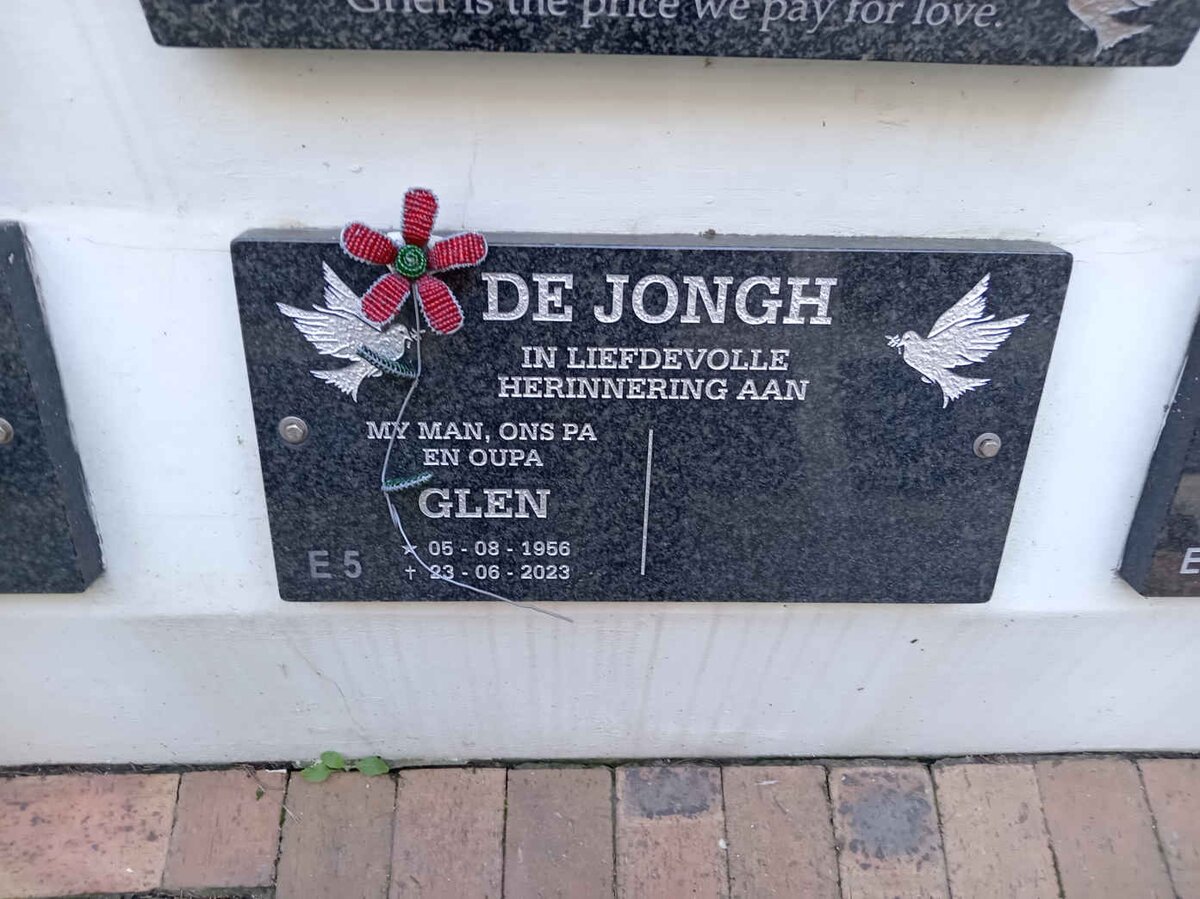 Grief is the price we pay for love.
DE JONGH
IN LIEFDEVOLLE
HERINNERING AAN
MY MAN, ONS PA
EN OUPA
GLEN
★ 05 - 08 - 1956
† 23 - 06 - 2023
E 5
E